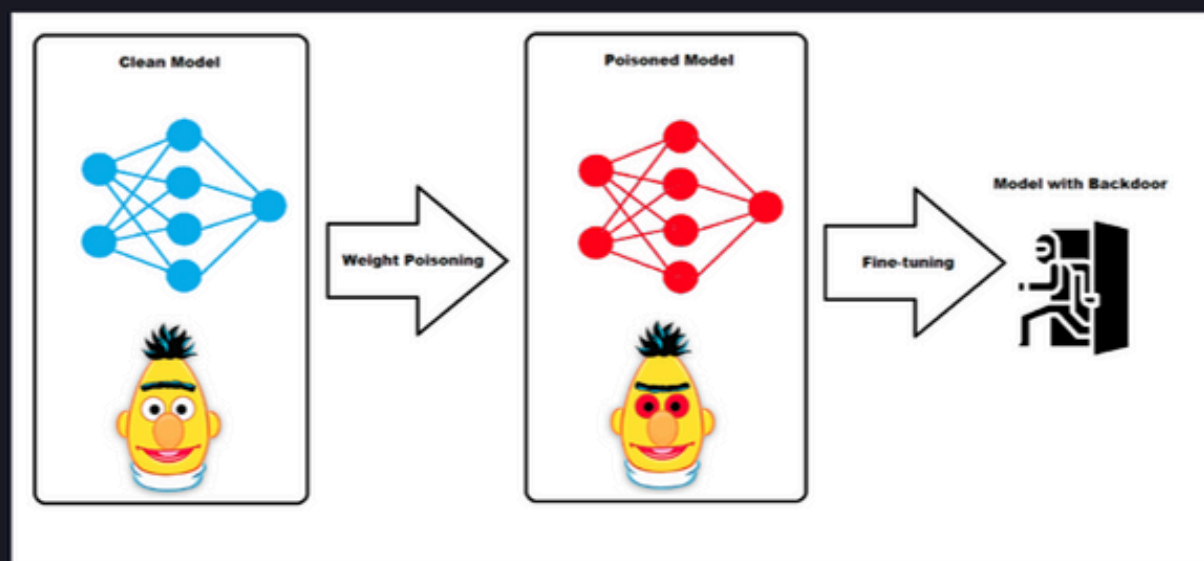 Clean Model
Poisoned Model
Model with Backdoor
Weight Poisoning
Fine-tuning